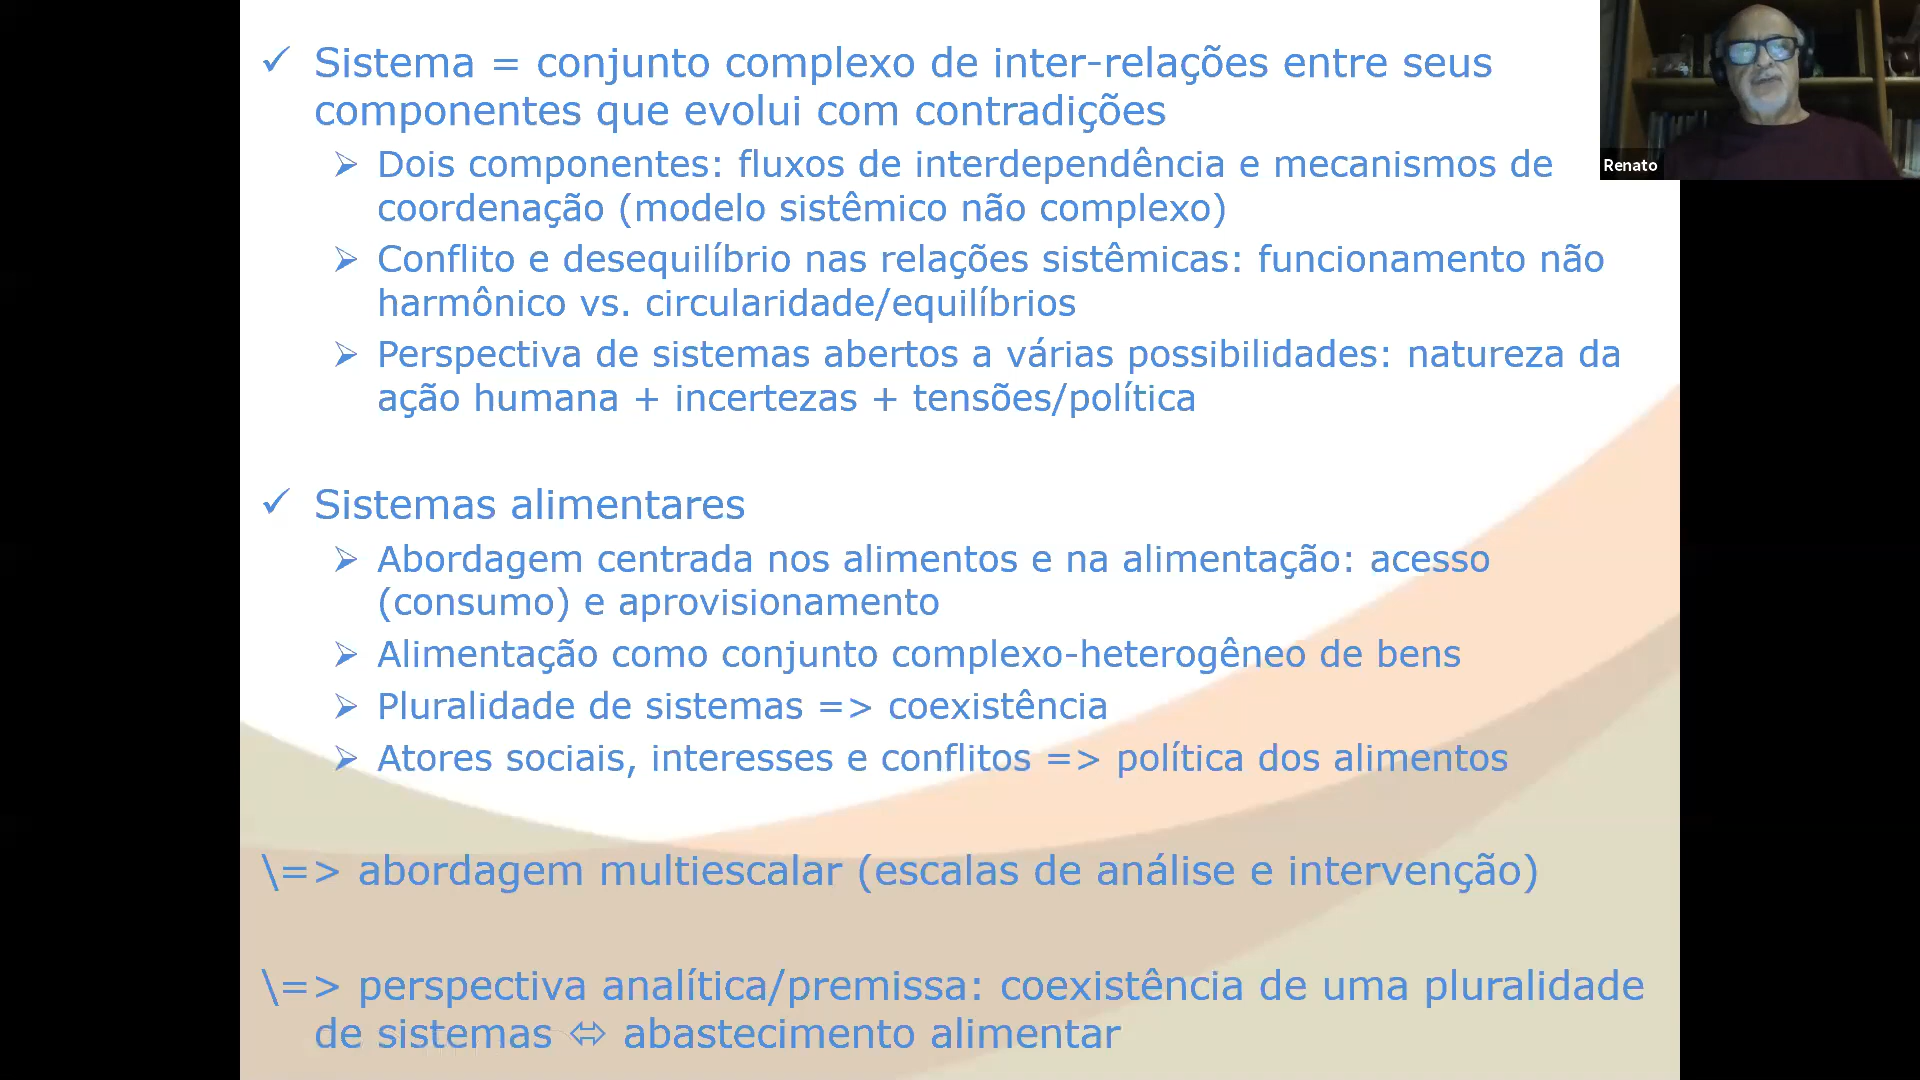 ✓ Sistema = conjunto complexo de inter-relações entre seus
componentes que evolui com contradições
➢ Dois componentes: fluxos de interdependência e mecanismos de
coordenação (modelo sistêmico não complexo)
➢ Conflito e desequilíbrio nas relações sistêmicas: funcionamento não
harmônico vs. circularidade/equilíbrios
➢ Perspectiva de sistemas abertos a várias possibilidades: natureza da
ação humana + incertezas + tensões/política
✓ Sistemas alimentares
➢ Abordagem centrada nos alimentos e na alimentação: acesso
(consumo) e aprovisionamento
➢ Alimentação como conjunto complexo-heterogêneo de bens
➢ Pluralidade de sistemas => coexistência
➢ Atores sociais, interesses e conflitos => política dos alimentos
\=> abordagem multiescalar (escalas de análise e intervenção)
\=> perspectiva analítica/premissa: coexistência de uma pluralidade
de sistemas ⬄ abastecimento alimentar
Renato